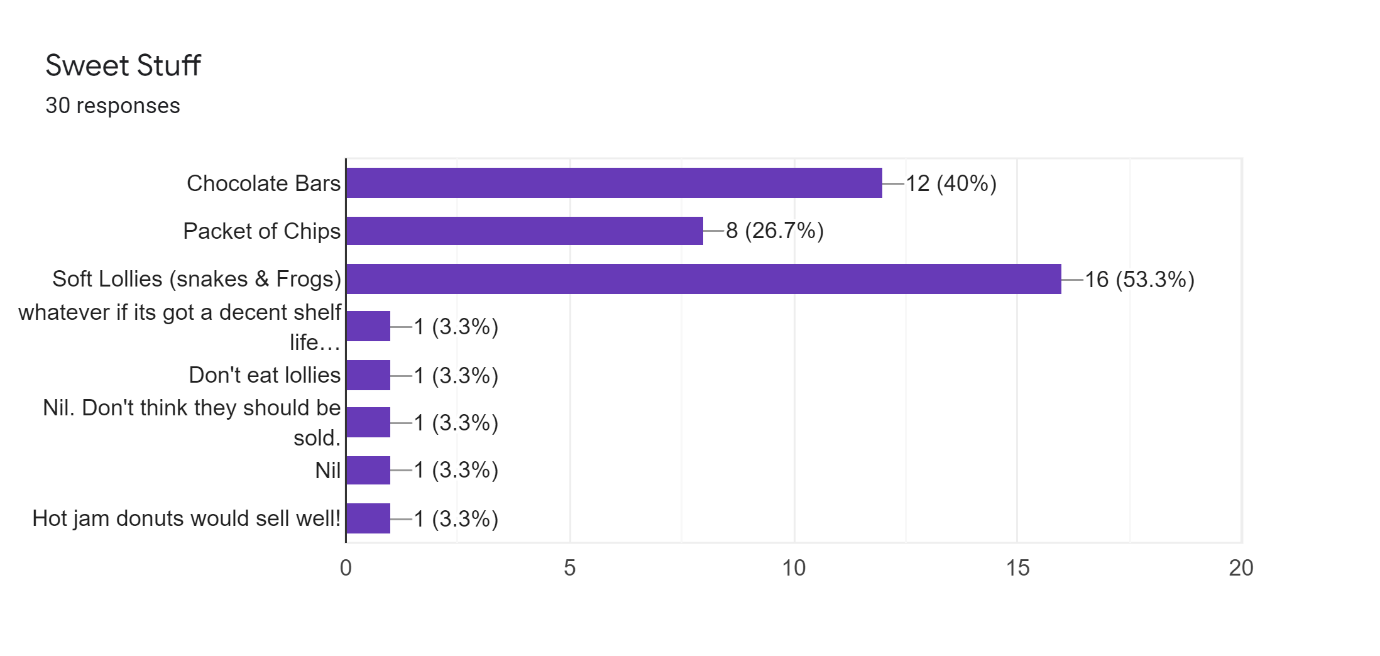 Sweet Stuff
30 responses
Chocolate Bars 12 (40%)
Packet of Chips 8 (26.7%)
Soft Lollies (snakes & Frogs) 16 (53.3%)
whatever if its got a decent shelf
life… 1 (3.3%)
Don't eat lollies 1 (3.3%)
Nil. Don't think they should be
sold. 1 (3.3%)
Nil 1 (3.3%)
Hot jam donuts would sell well! 1 (3.3%)
0 5 10 15 20